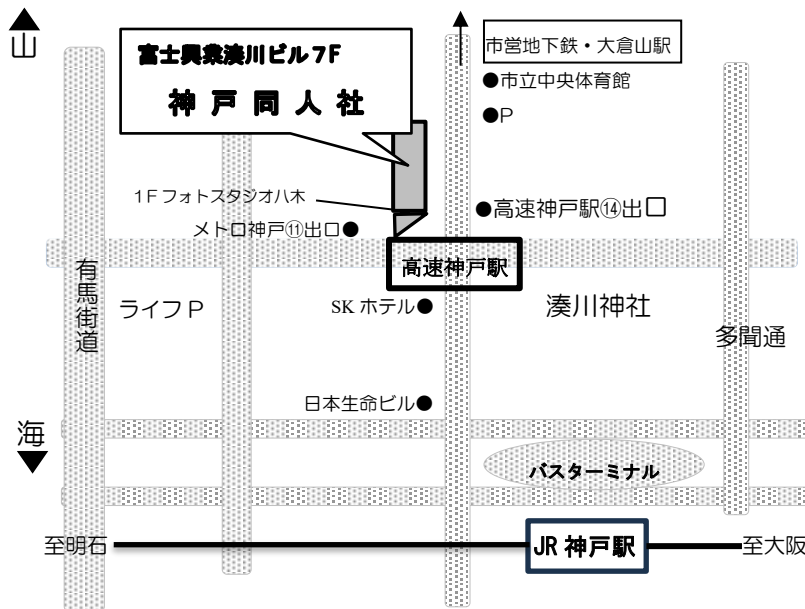 山
富士興業湊川ビル7F
神戸同人社
市営地下鉄・大倉山駅
●市立中央体育館
●P
1Fフォトスタジオ八木
●高速神戸駅⑭出口
メトロ神戸⑪出口●
高速神戸駅
有馬街道
ライフP
SKホテル●
湊川神社
多聞通
日本生命ビル●
海
バスターミナル
至明石
JR神戸駅
至大阪